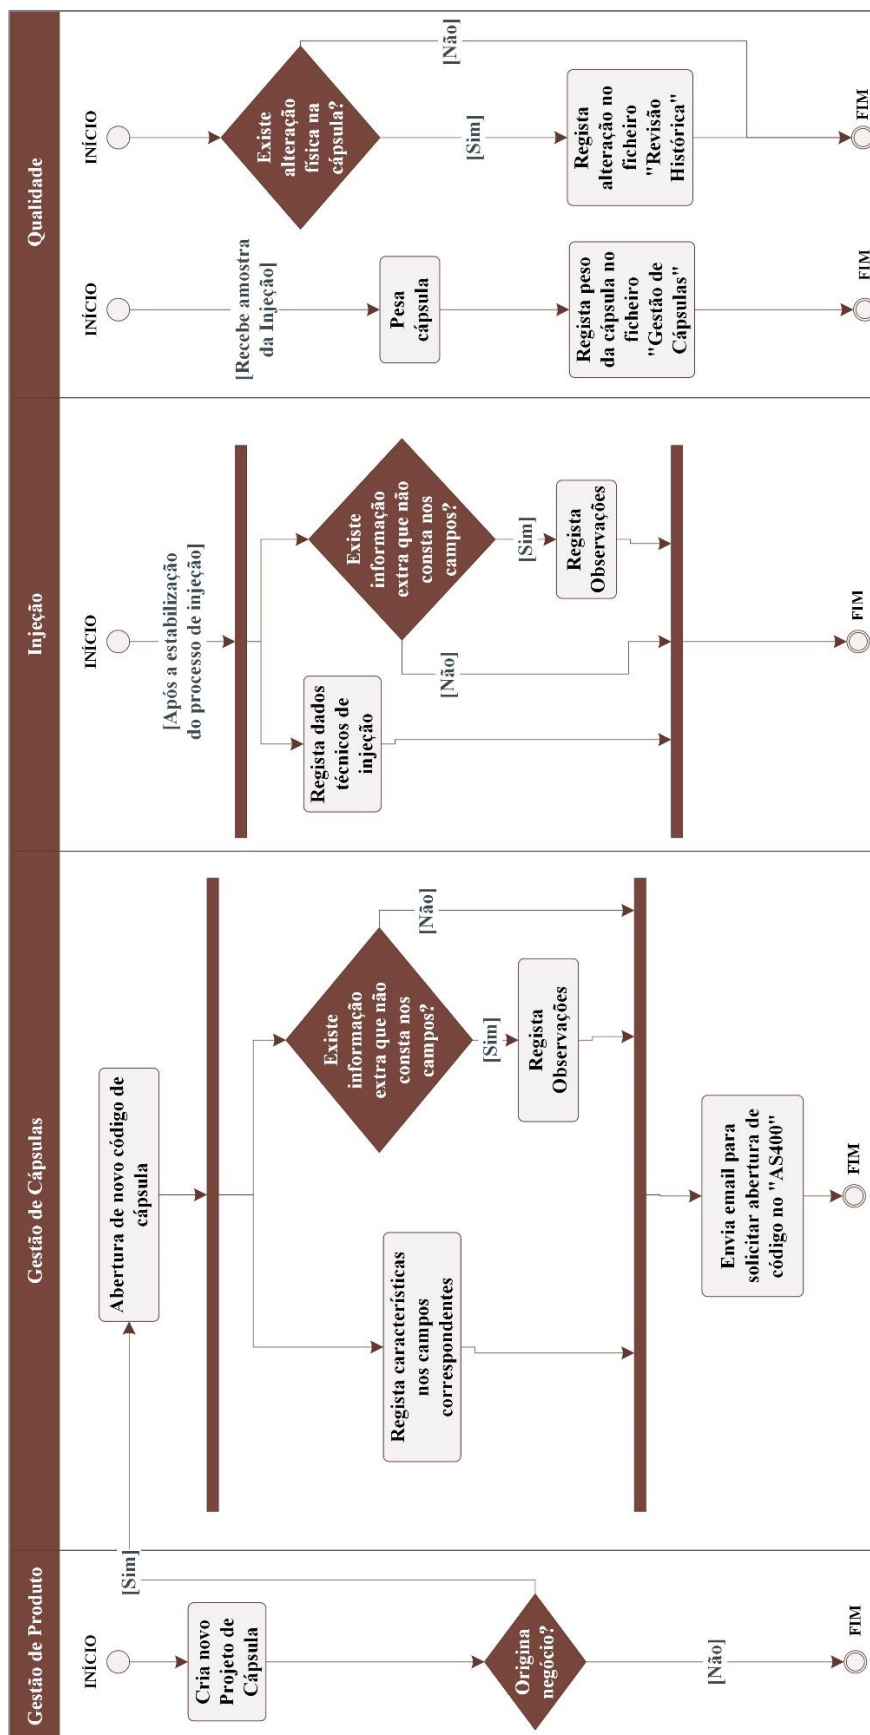 Gestão de Produto
INÍCIO
Cria novo
Projeto de
Cápsula
Origina
negócio?
[Sim]
[Não]
FIM
Gestão de Cápsulas
Abertura de novo código de
cápsula
Regista características
nos campos
correspondentes
Existe
informação
extra que não
consta nos
campos?
[Não]
[Sim]
Regista
Observações
Envia email para
solicitar abertura de
código no "AS400"
FIM
Injeção
INÍCIO
[Após a estabilização
do processo de injeção]
Regista dados
técnicos de
injeção
Existe
informação
extra que não
consta nos
campos?
[Não]
[Sim]
Regista
Observações
FIM
Qualidade
INÍCIO
[Recebe amostra
da Injeção]
Pesa
cápsula
Regista peso
da cápsula no
ficheiro
"Gestão de
Cápsulas"
FIM
INÍCIO
Existe
alteração
física na
cápsula?
[Não]
[Sim]
Regista
alteração no
ficheiro
"Revisão
Histórica"
FIM